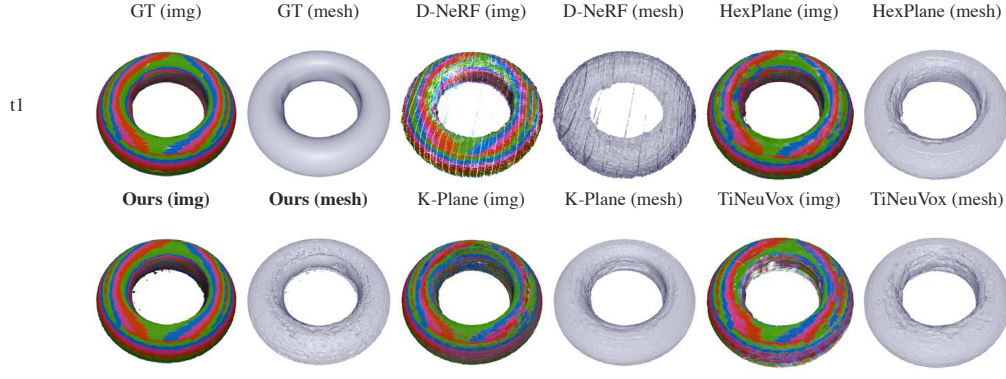 GT (img) GT (mesh) D-NeRF (img) D-NeRF (mesh) HexPlane (img) HexPlane (mesh)
t1
Ours (img) Ours (mesh) K-Plane (img) K-Plane (mesh) TiNeuVox (img) TiNeuVox (mesh)